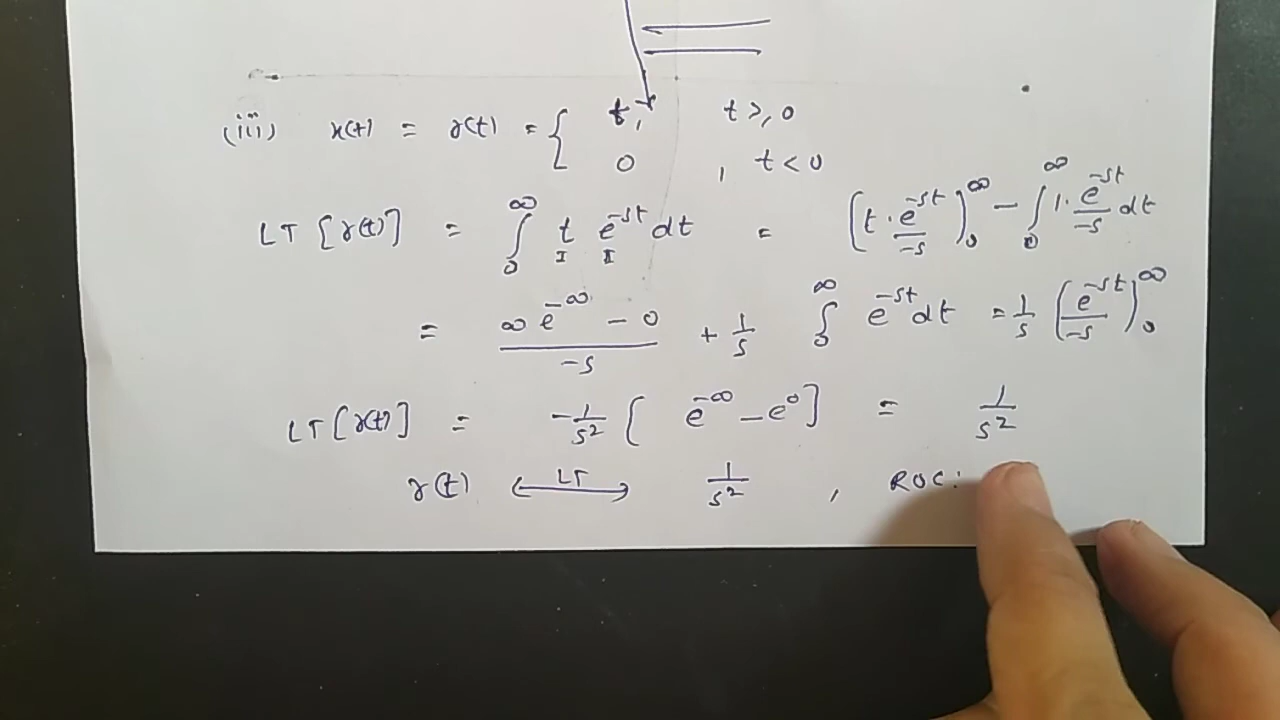 (iii) x(t) = r(t) = { t, t ≥, 0
0 , t < 0
LT [r(t)] = ∫₀^∞ t e^{-st} dt = [t · e^{-st}/-s]₀^∞ - ∫₀^∞ 1 · e^{-st}/-s dt
I II
= (∞ e^{-∞} - 0)/-s + 1/s ∫₀^∞ e^{-st} dt = 1/s [e^{-st}/-s]₀^∞
LT [r(t)] = -1/s² [e^{-∞} - e^0] = 1/s²
r(t) ⟷^{LT} 1/s² , ROC: